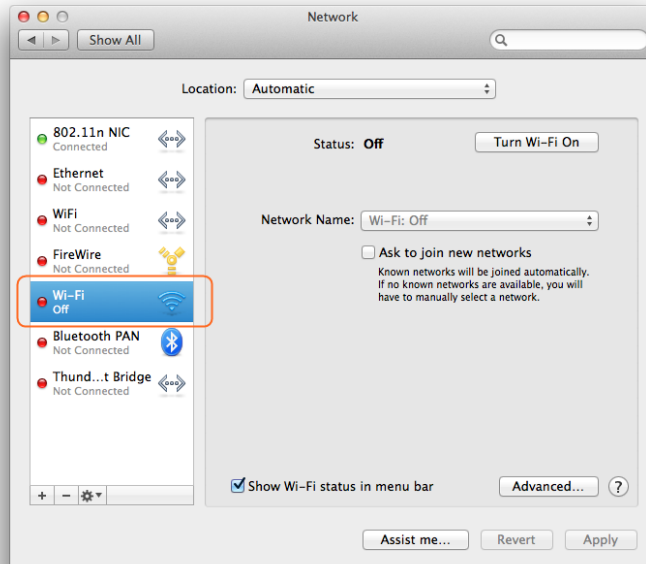 Network
Show All
Location: Automatic
802.11n NIC
Connected
Ethernet
Not Connected
WiFi
Not Connected
FireWire
Not Connected
Wi-Fi
Off
Bluetooth PAN
Not Connected
Thund...t Bridge
Not Connected
+ −
Status: Off Turn Wi-Fi On
Network Name: Wi-Fi: Off
Ask to join new networks
Known networks will be joined automatically.
If no known networks are available, you will
have to manually select a network.
Show Wi-Fi status in menu bar Advanced... ?
Assist me... Revert Apply